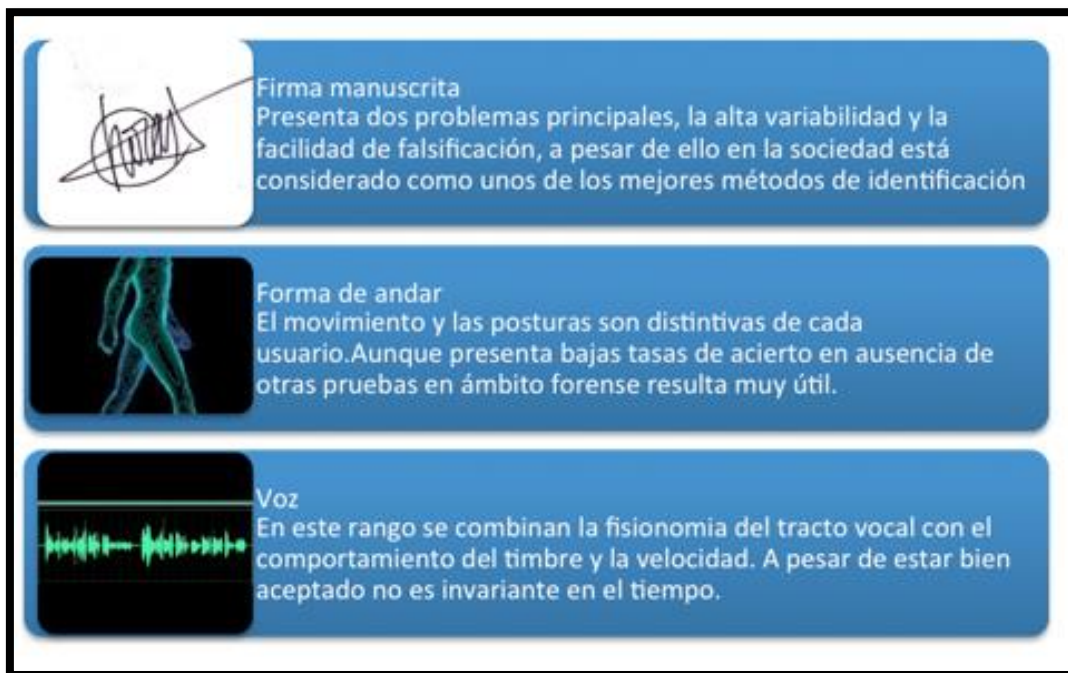 Firma manuscrita
Presenta dos problemas principales, la alta variabilidad y la
facilidad de falsificación, a pesar de ello en la sociedad está
considerado como unos de los mejores métodos de identificación
Forma de andar
El movimiento y las posturas son distintivas de cada
usuario.Aunque presenta bajas tasas de acierto en ausencia de
otras pruebas en ámbito forense resulta muy útil.
Voz
En este rango se combinan la fisionomia del tracto vocal con el
comportamiento del timbre y la velocidad. A pesar de estar bien
aceptado no es invariante en el tiempo.